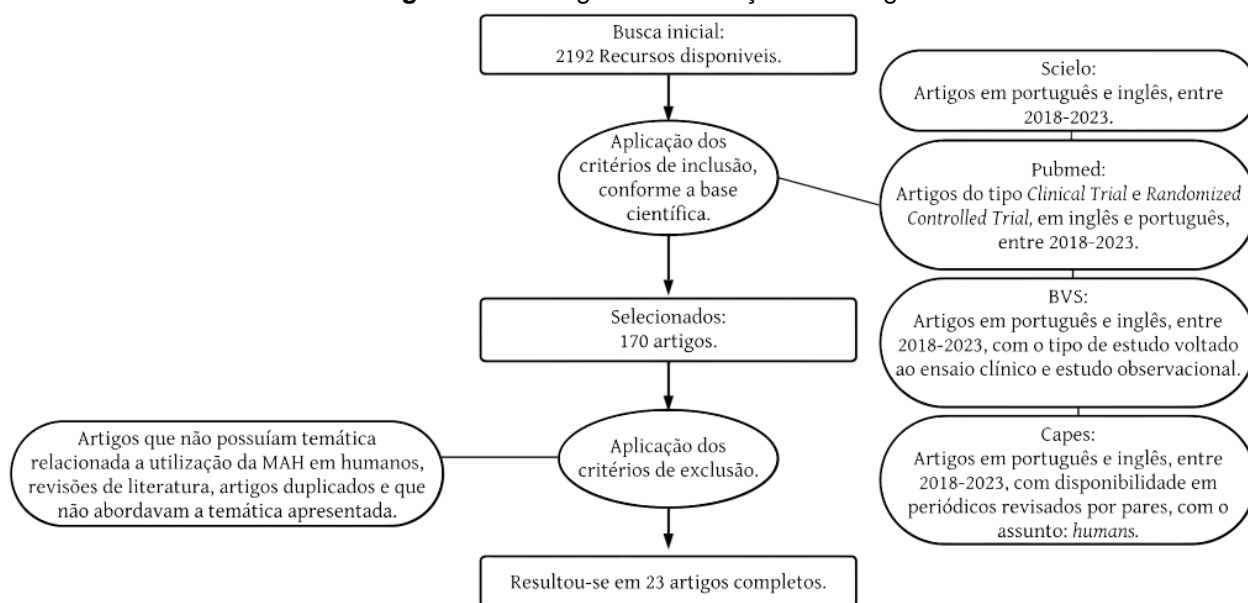 Busca inicial:
2192 Recursos disponiveis.
Aplicação dos
critérios de inclusão,
conforme a base
científica.
Scielo:
Artigos em português e inglês, entre
2018-2023.
Pubmed:
Artigos do tipo Clinical Trial e Randomized
Controlled Trial, em inglês e português,
entre 2018-2023.
BVS:
Artigos em português e inglês, entre
2018-2023, com o tipo de estudo voltado
ao ensaio clínico e estudo observacional.
Capes:
Artigos em português e inglês, entre
2018-2023, com disponibilidade em
periódicos revisados por pares, com o
assunto: humans.
Selecionados:
170 artigos.
Aplicação dos
critérios de exclusão.
Artigos que não possuíam temática
relacionada a utilização da MAH em humanos,
revisões de literatura, artigos duplicados e que
não abordavam a temática apresentada.
Resultou-se em 23 artigos completos.